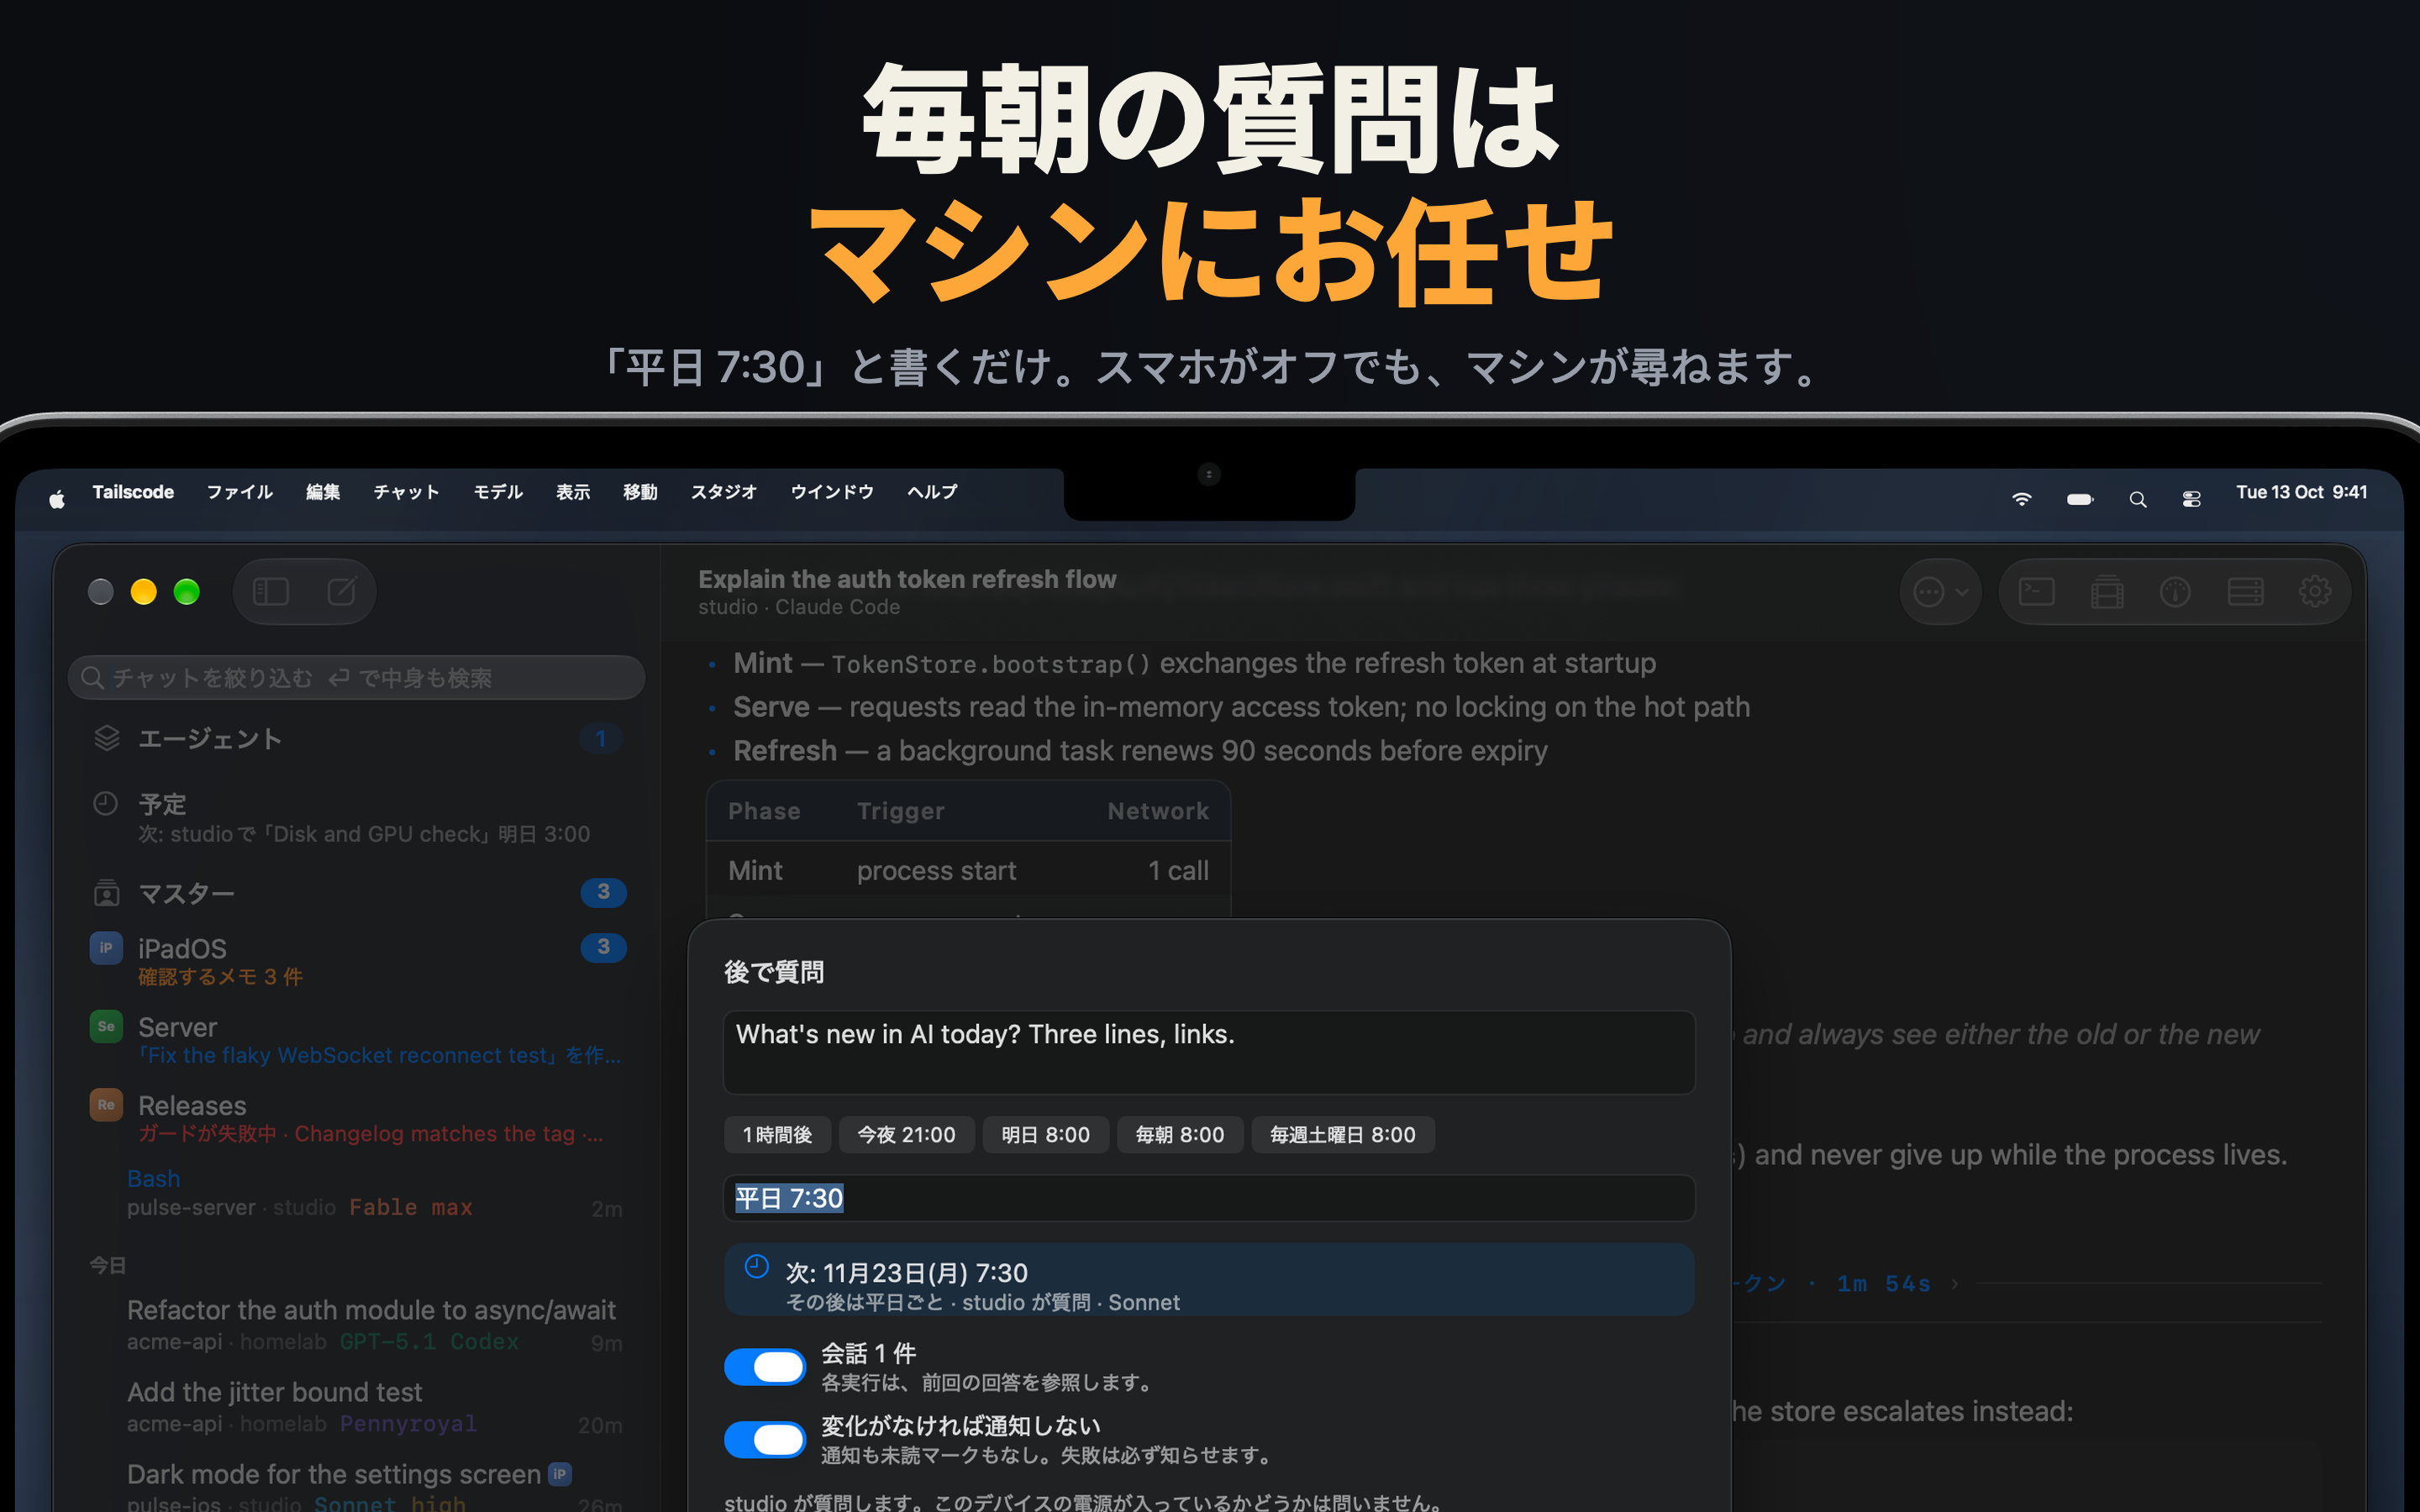 毎朝の質問は
マシンにお任せ
「平日 7:30」と書くだけ。スマホがオフでも、マシンが尋ねます。
Tailscode ファイル 編集 チャット モデル 表示 移動 スタジオ ウインドウ ヘルプ
Tue 13 Oct 9:41
Explain the auth token refresh flow
studio · Claude Code
チャットを絞り込む ⏎ で中身も検索
エージェント 1
予定
次: studioで「Disk and GPU check」明日 3:00
マスター 3
iP iPadOS 3
確認するメモ 3 件
Se Server
「Fix the flaky WebSocket reconnect test」を作...
Re Releases
ガードが失敗中 · Changelog matches the tag ·...
Bash
pulse-server · studio Fable max 2m
今日
Refactor the auth module to async/await
acme-api · homelab GPT-5.1 Codex 9m
Add the jitter bound test
acme-api · homelab Pennyroyal 20m
Dark mode for the settings screen iP
pulse-ios · studio Sonnet high 26m
• Mint — TokenStore.bootstrap() exchanges the refresh token at startup
• Serve — requests read the in-memory access token; no locking on the hot path
• Refresh — a background task renews 90 seconds before expiry
Phase Trigger Network
Mint process start 1 call
and always see either the old or the new
) and never give up while the process lives.
ークン · 1m 54s ›
he store escalates instead:
後で質問
What's new in AI today? Three lines, links.
1時間後 今夜 21:00 明日 8:00 毎朝 8:00 毎週土曜日 8:00
平日 7:30
次: 11月23日(月) 7:30
その後は平日ごと · studio が質問 · Sonnet
会話 1 件
各実行は、前回の回答を参照します。
変化がなければ通知しない
通知も未読マークもなし。失敗は必ず知らせます。
studio が質問します。このデバイスの電源が入っているかどうかは問いません。